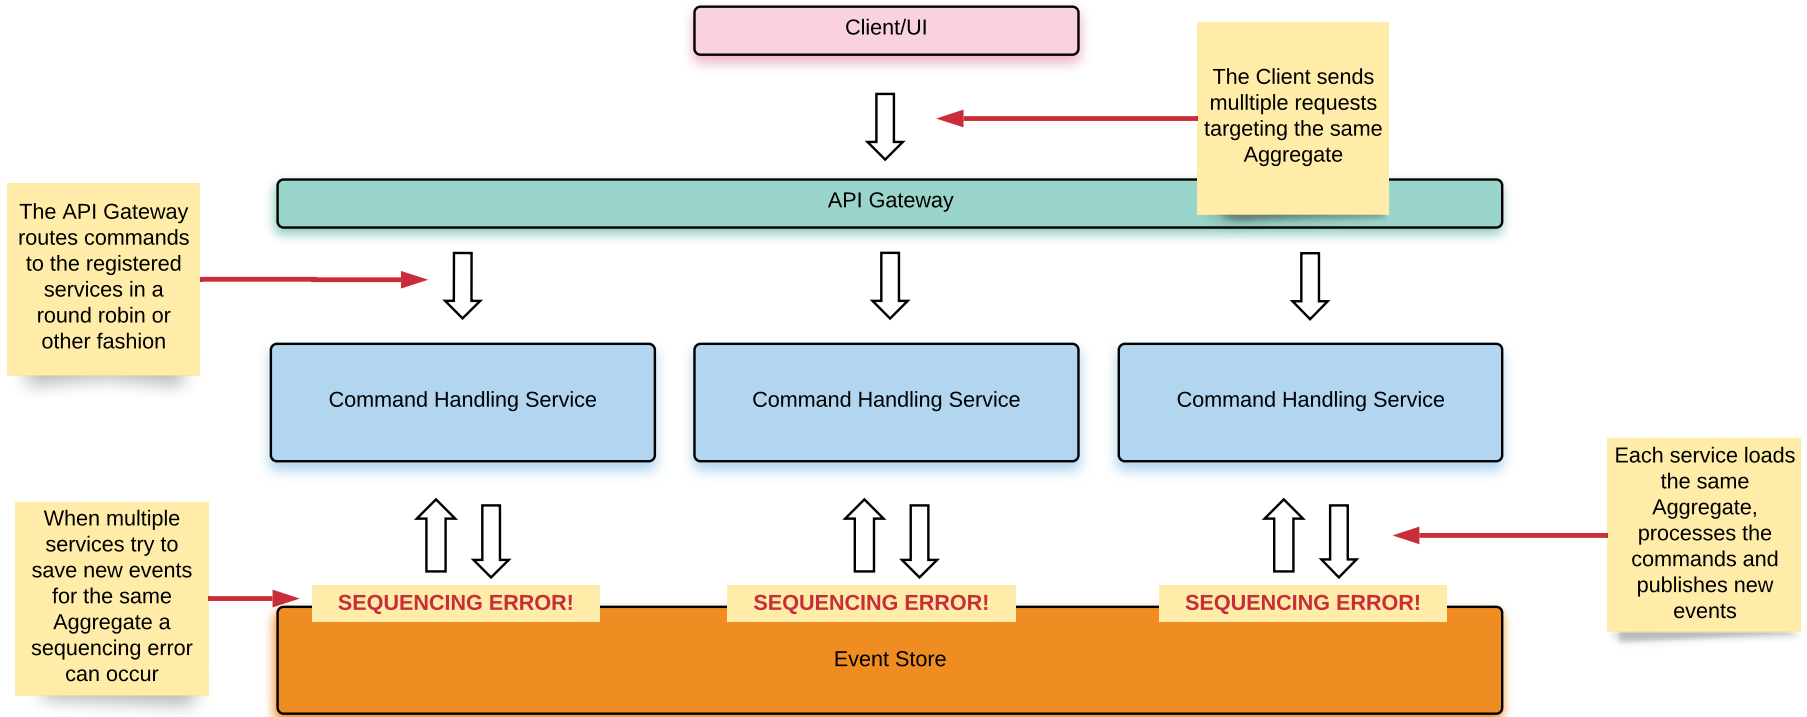 Client/UI
The Client sends
multiple requests
targeting the same
Aggregate
API Gateway
The API Gateway
routes commands
to the registered
services in a
round robin or
other fashion
Command Handling Service
Command Handling Service
Command Handling Service
Each service loads
the same
Aggregate,
processes the
commands and
publishes new
events
When multiple
services try to
save new events
for the same
Aggregate a
sequencing error
can occur
SEQUENCING ERROR!
SEQUENCING ERROR!
SEQUENCING ERROR!
Event Store